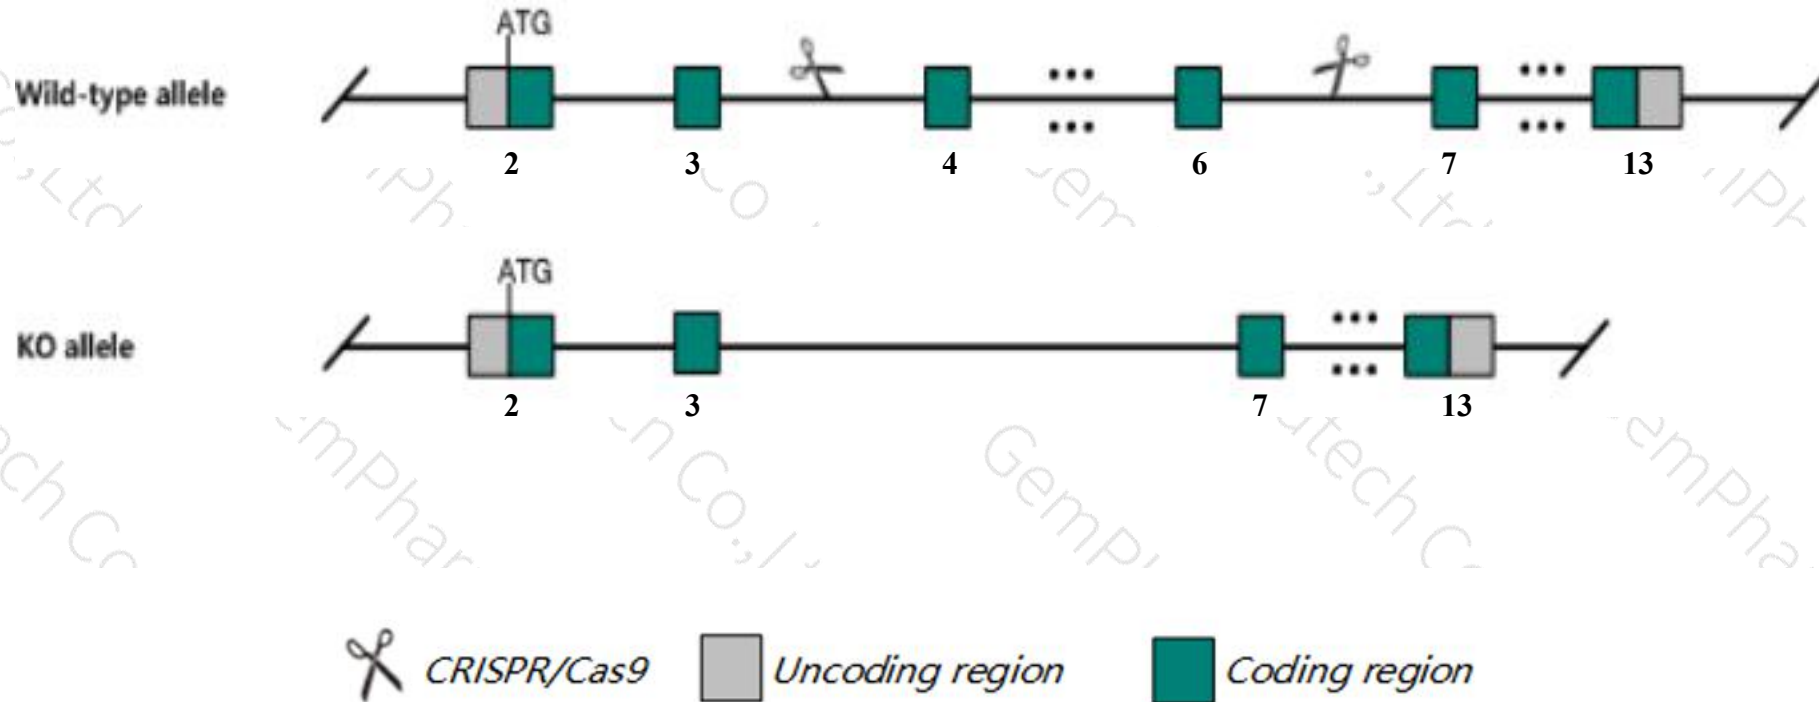 ATG
Wild-type allele
2 3 4 6 7 13
ATG
KO allele
2 3 7 13
CRISPR/Cas9 Uncoding region Coding region